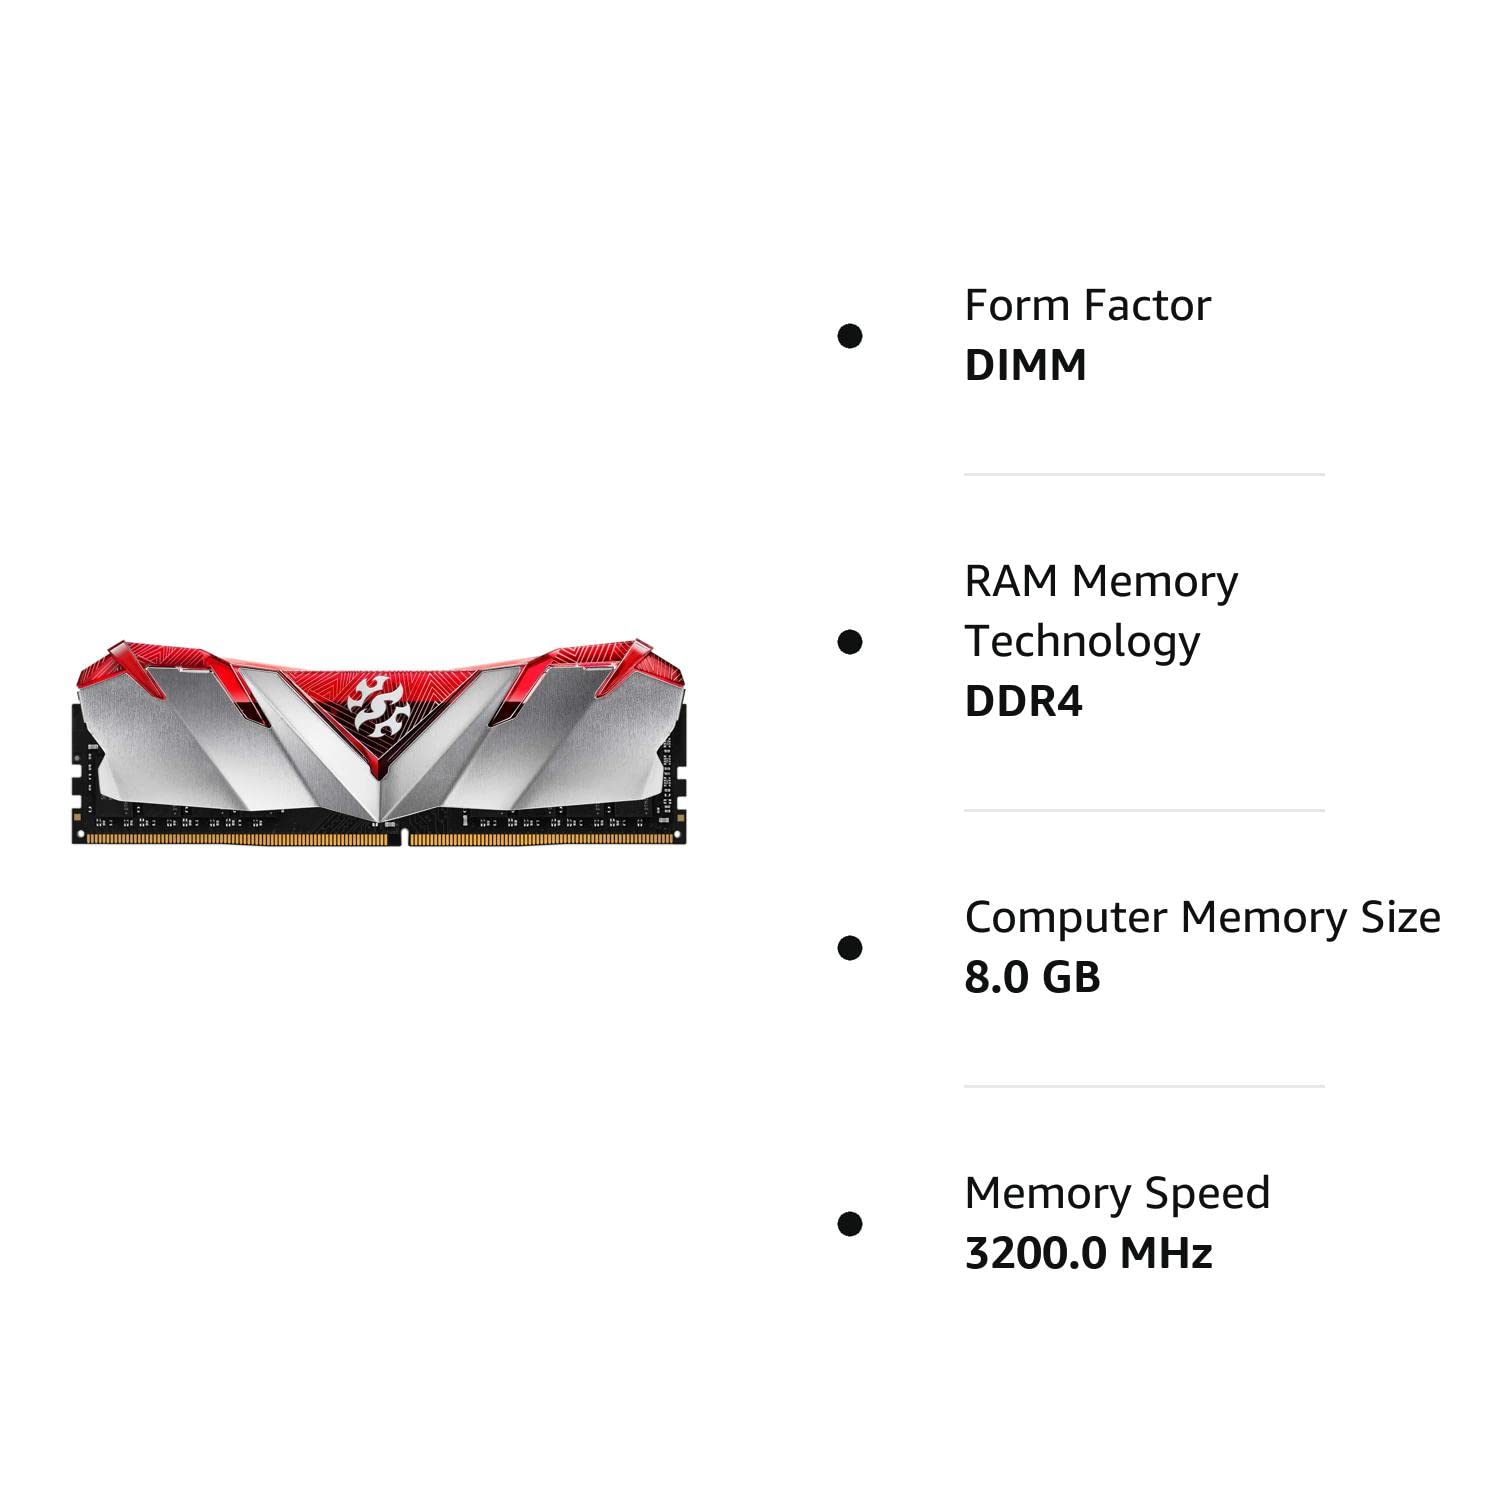 Form Factor
DIMM
RAM Memory
Technology
DDR4
Computer Memory Size
8.0 GB
Memory Speed
3200.0 MHz